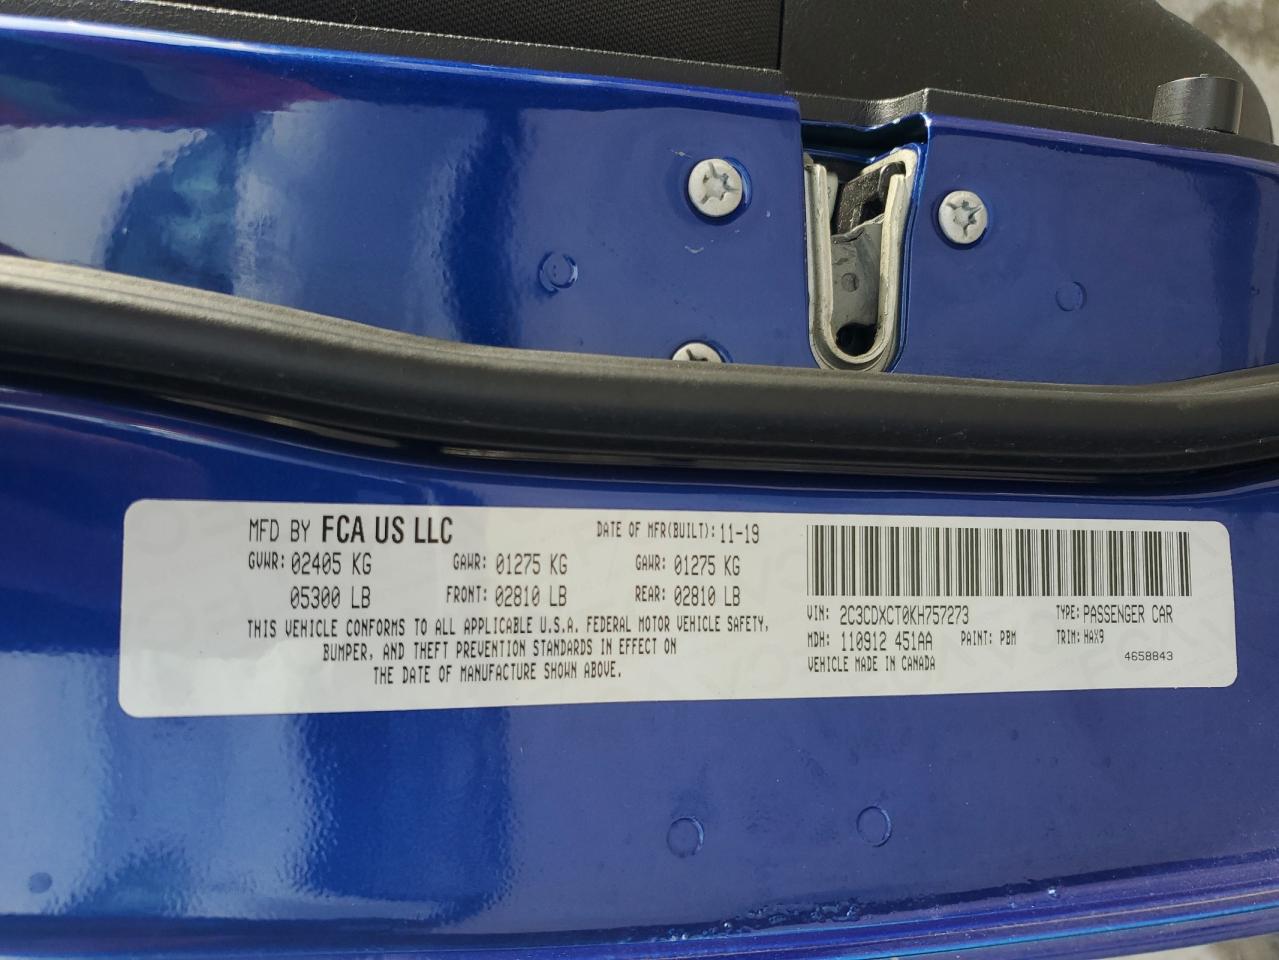 MFD BY FCA US LLC DATE OF MFR(BUILT): 11-19
GVWR: 02405 KG GAWR: 01275 KG GAWR: 01275 KG
05300 LB FRONT: 02810 LB REAR: 02810 LB
THIS VEHICLE CONFORMS TO ALL APPLICABLE U.S.A. FEDERAL MOTOR VEHICLE SAFETY,
BUMPER, AND THEFT PREVENTION STANDARDS IN EFFECT ON
THE DATE OF MANUFACTURE SHOWN ABOVE.
VIN: 2C3CDXCT0KH757273 TYPE: PASSENGER CAR
MDH: 110912 451AA PAINT: PBM TRIM: HAX9
VEHICLE MADE IN CANADA 4658843